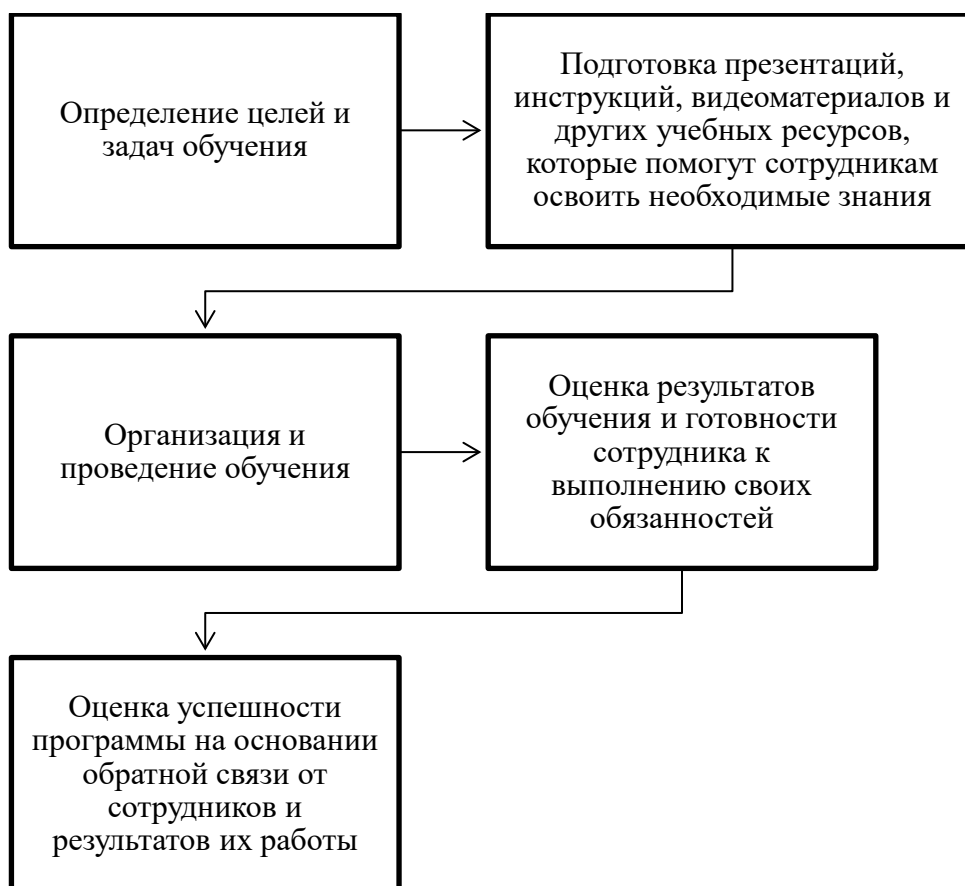 Определение целей и
задач обучения
Подготовка презентаций,
инструкций, видеоматериалов и
других учебных ресурсов,
которые помогут сотрудникам
освоить необходимые знания
Организация и
проведение обучения
Оценка результатов
обучения и готовности
сотрудника к
выполнению своих
обязанностей
Оценка успешности
программы на основании
обратной связи от
сотрудников и
результатов их работы